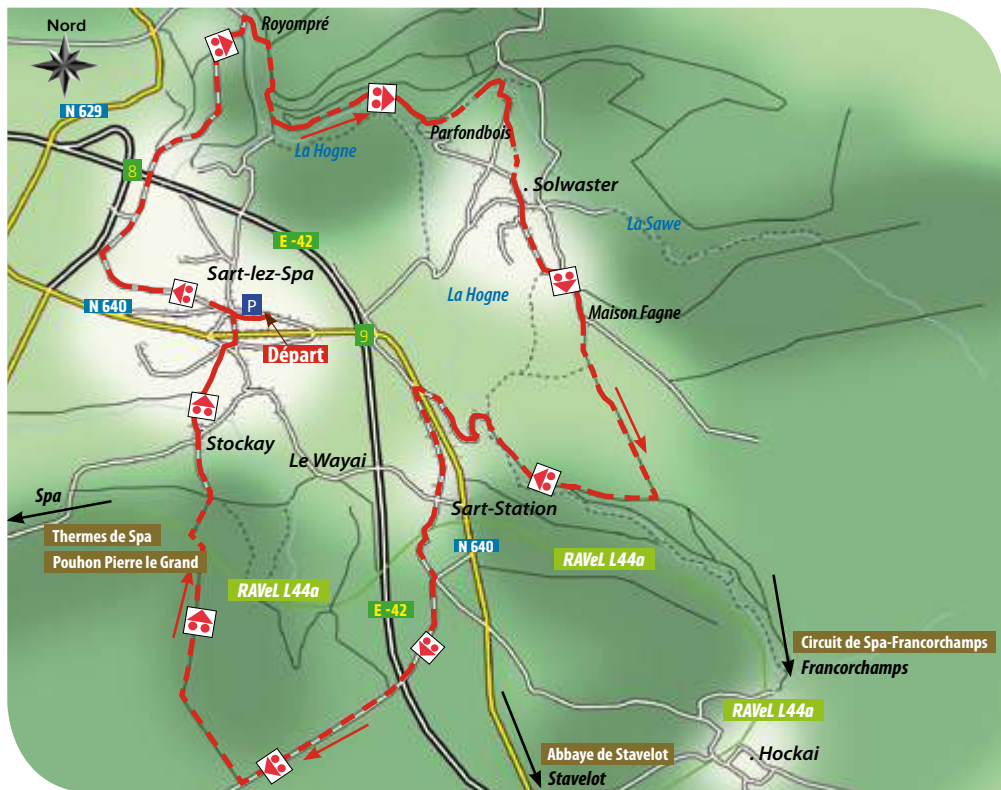 Nord
Royompré
N 629
La Hogne
Parfondbois
8
. Solwaster
La Sawe
E -42
Sart-lez-Spa
La Hogne
P
N 640
Maison Fagne
9
Départ
Stockay
Le Wayai
Spa
Sart-Station
Thermes de Spa
N 640
Pouhon Pierre le Grand
RAVeL L44a
RAVeL L44a
E -42
Circuit de Spa-Francorchamps
Francorchamps
RAVeL L44a
Abbaye de Stavelot
. Hockai
Stavelot